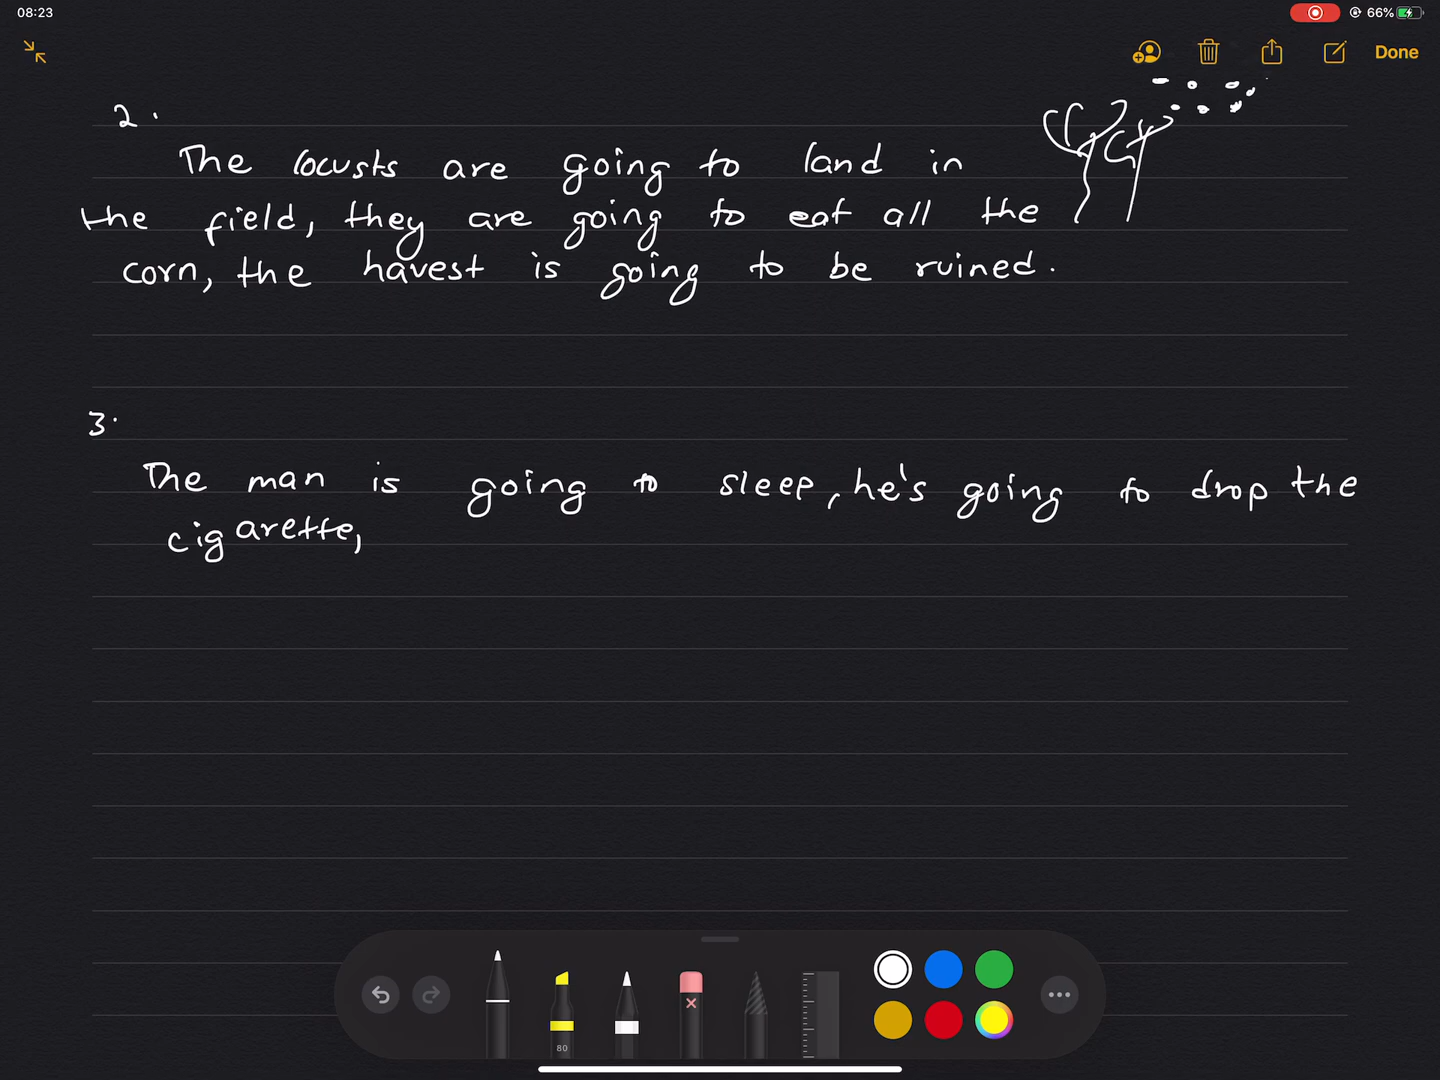 08:23
66%
Done
2.
The locusts are going to land in
the field, they are going to eat all the
corn, the havest is going to be ruined.
3.
The man is going to sleep, he's going to drop the
cigarette,
80